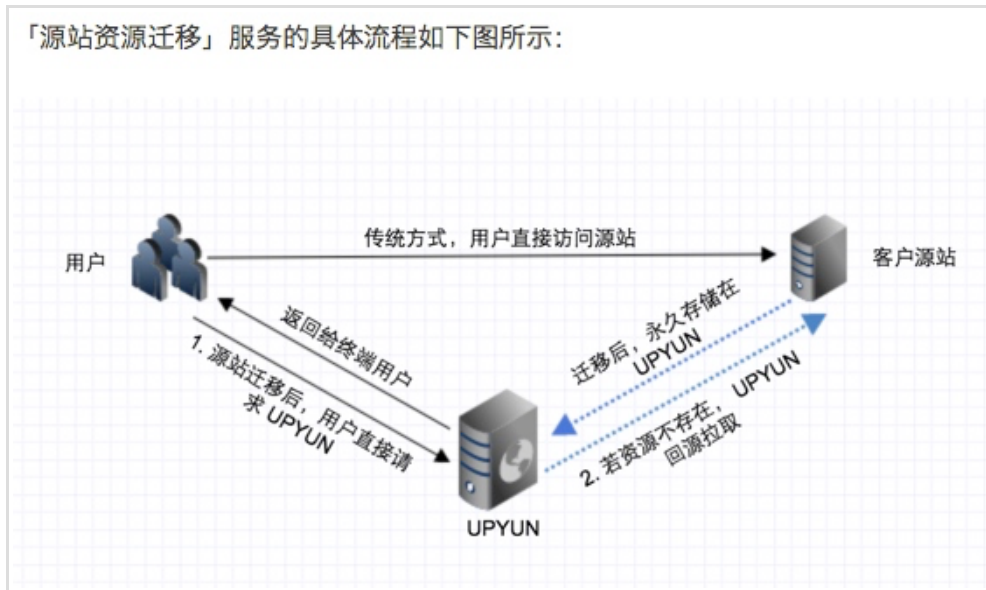 「源站资源迁移」服务的具体流程如下图所示：
传统方式，用户直接访问源站
用户
客户源站
返回给终端用户
1. 源站迁移后，用户直接请
求 UPYUN
迁移后，永久存储在
UPYUN
2. 若资源不存在，UPYUN
回源拉取
UPYUN